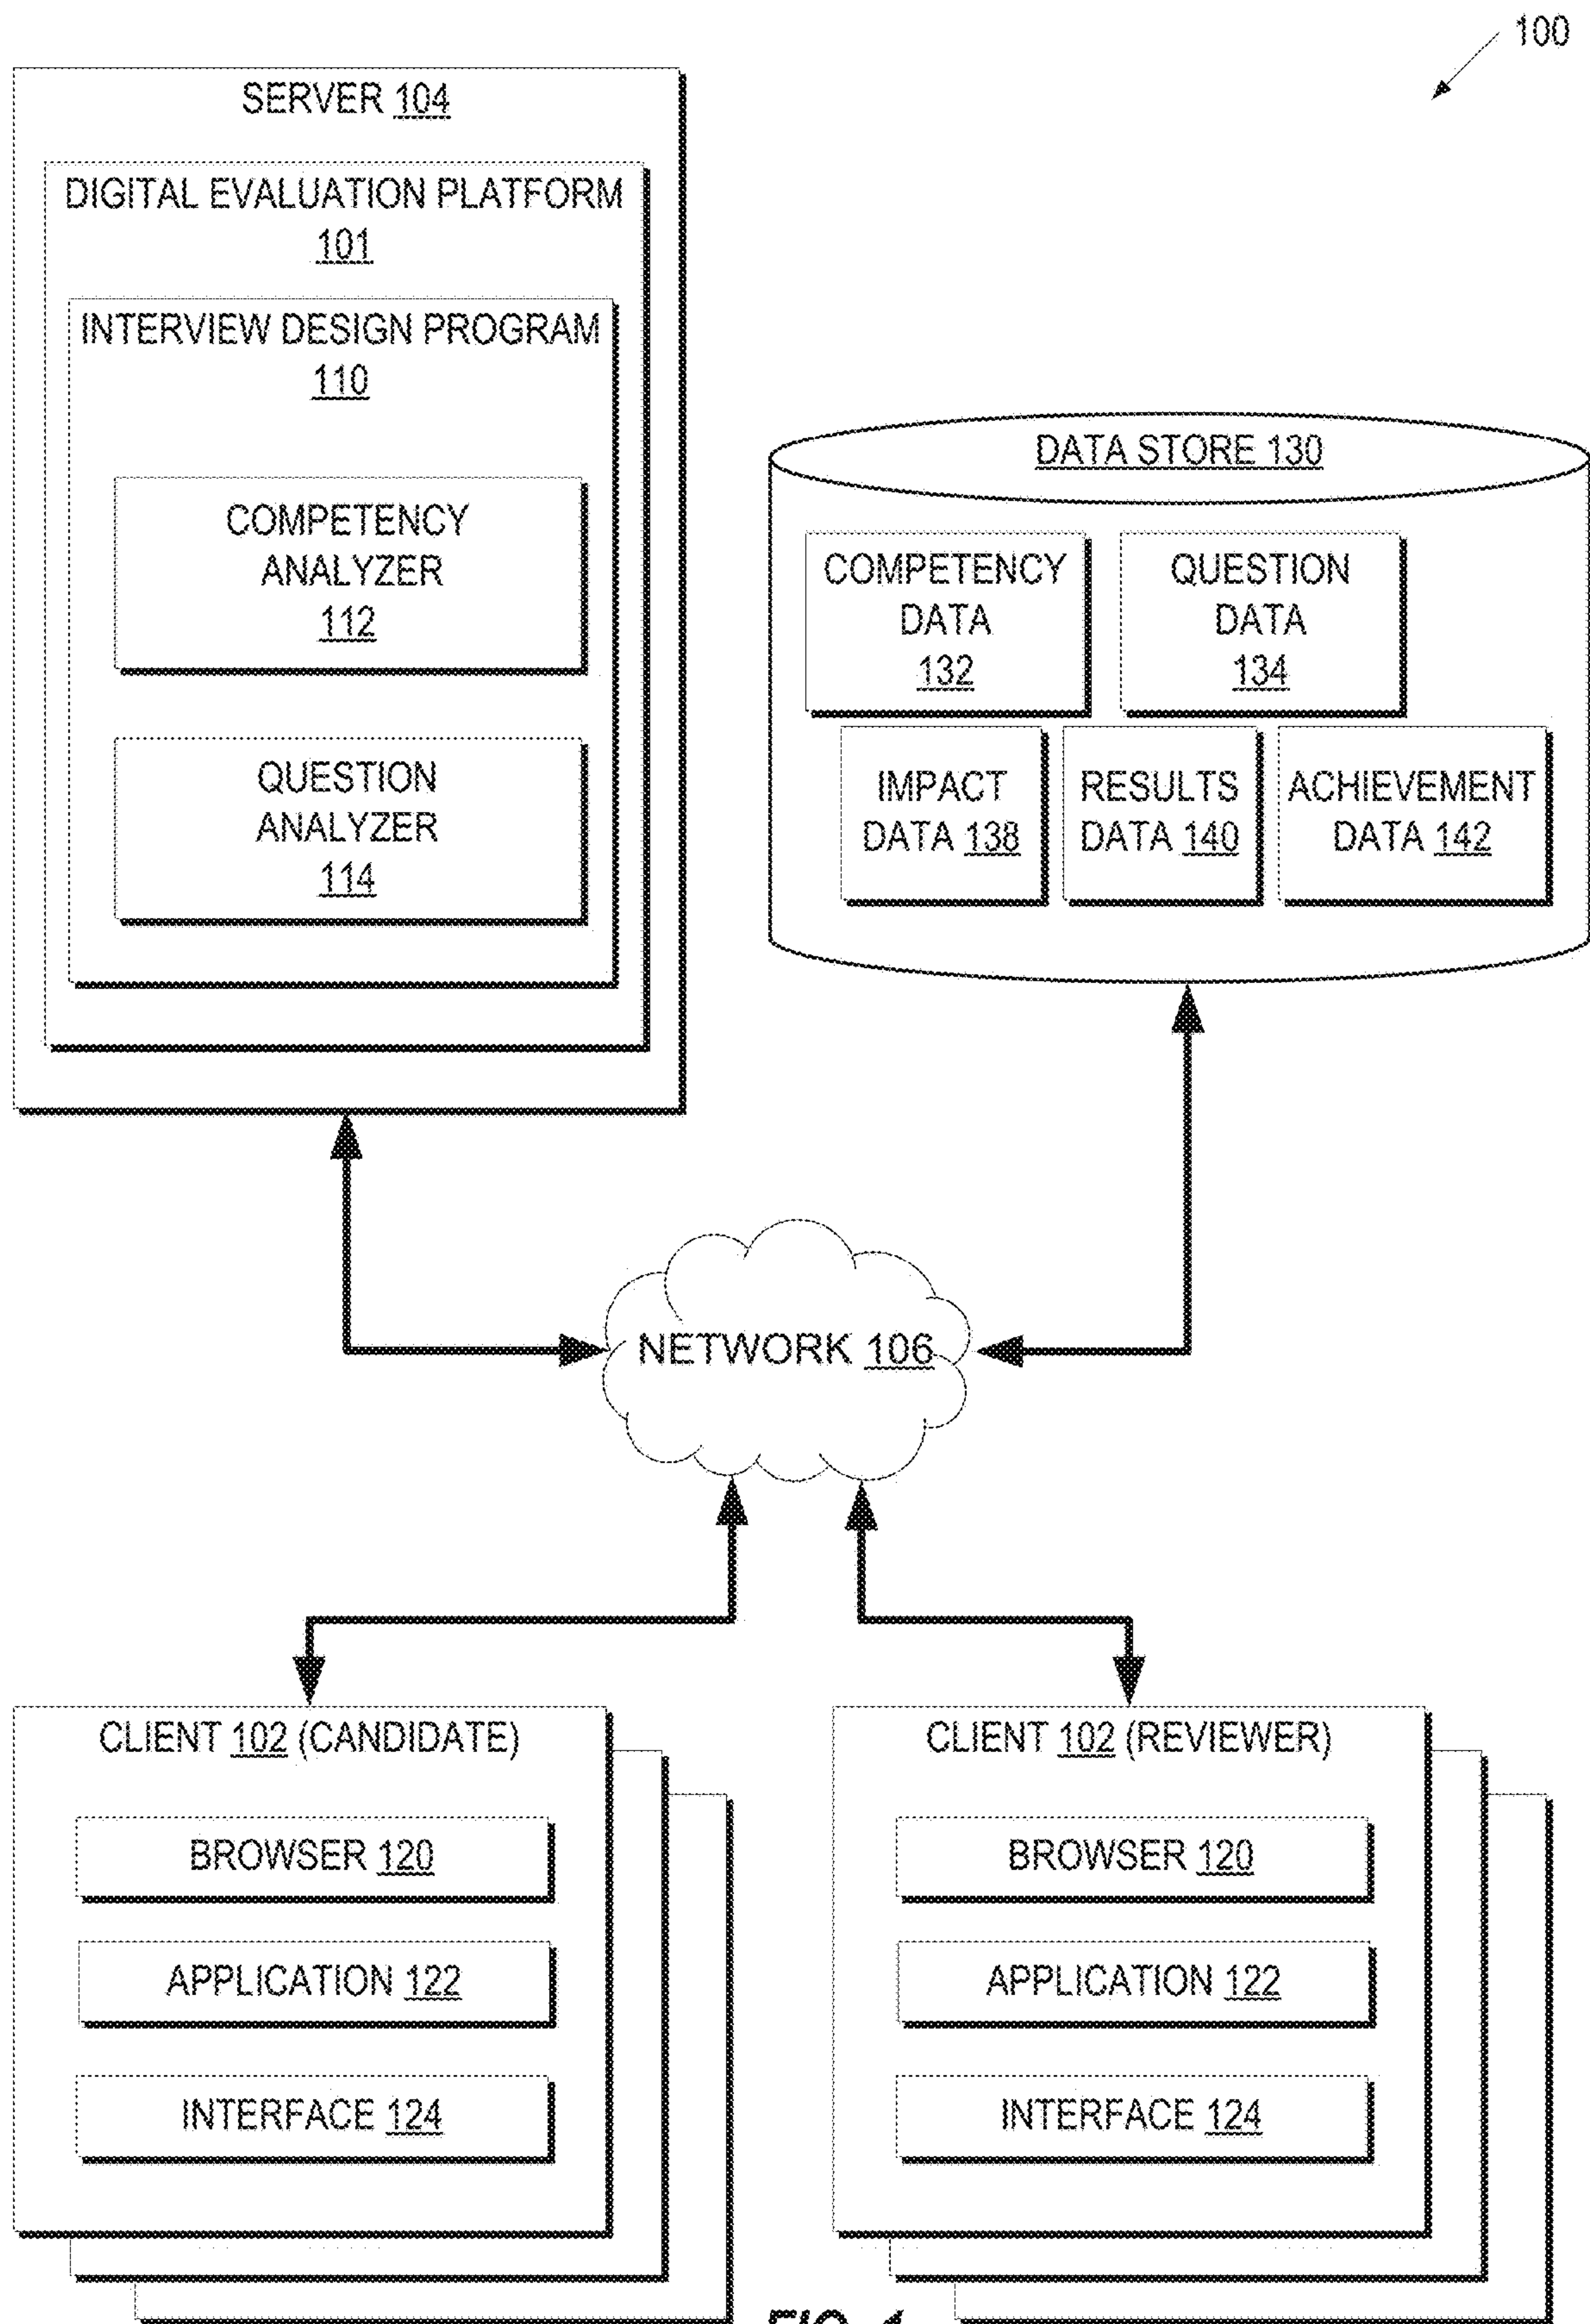 100
SERVER 104
DIGITAL EVALUATION PLATFORM
101
INTERVIEW DESIGN PROGRAM
110
COMPETENCY
ANALYZER
112
QUESTION
ANALYZER
114
DATA STORE 130
COMPETENCY
DATA
132
QUESTION
DATA
134
IMPACT
DATA 138
RESULTS
DATA 140
ACHIEVEMENT
DATA 142
NETWORK 106
CLIENT 102 (CANDIDATE)
BROWSER 120
APPLICATION 122
INTERFACE 124
CLIENT 102 (REVIEWER)
BROWSER 120
APPLICATION 122
INTERFACE 124
FIG. 1